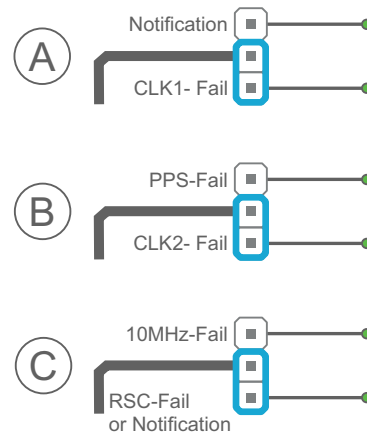 Notification
A
CLK1- Fail
PPS-Fail
B
CLK2- Fail
10MHz-Fail
C
RSC-Fail
or Notification